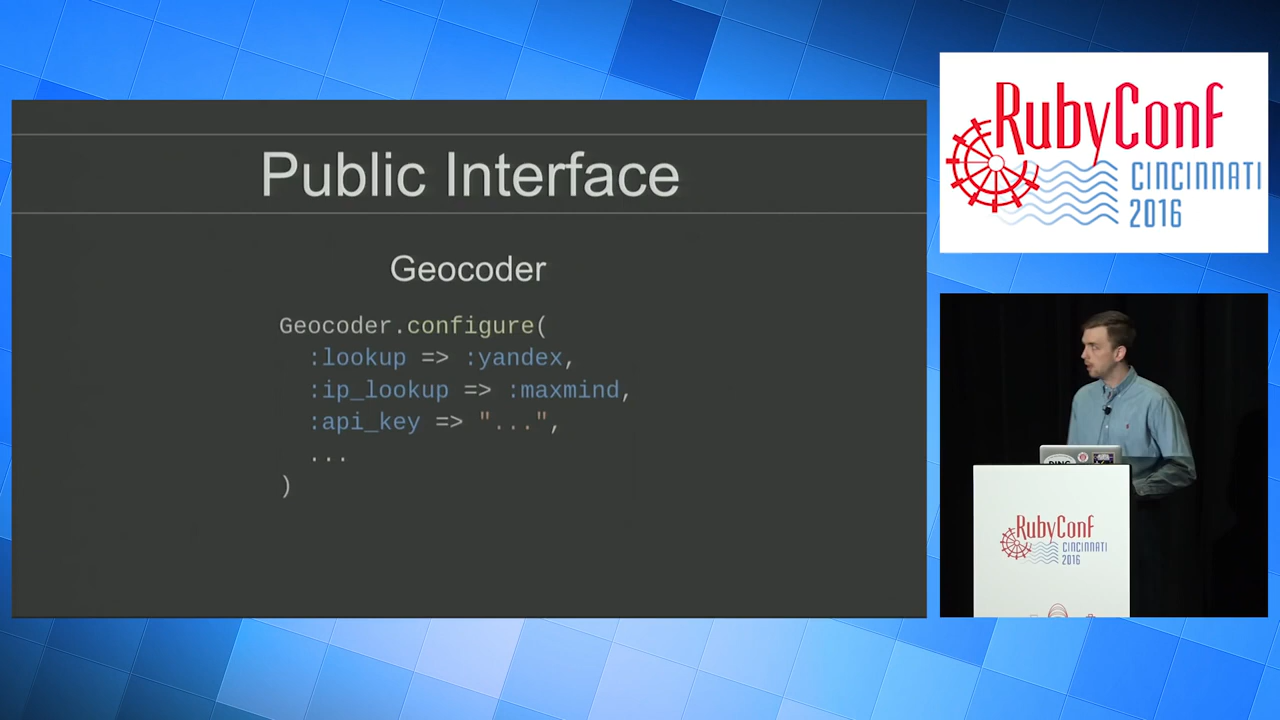 Public Interface
Geocoder
Geocoder.configure(
:lookup => :yandex,
:ip_lookup => :maxmind,
:api_key => "...",
...
)
RubyConf
CINCINNATI
2016
RubyConf
CINCINNATI
2016